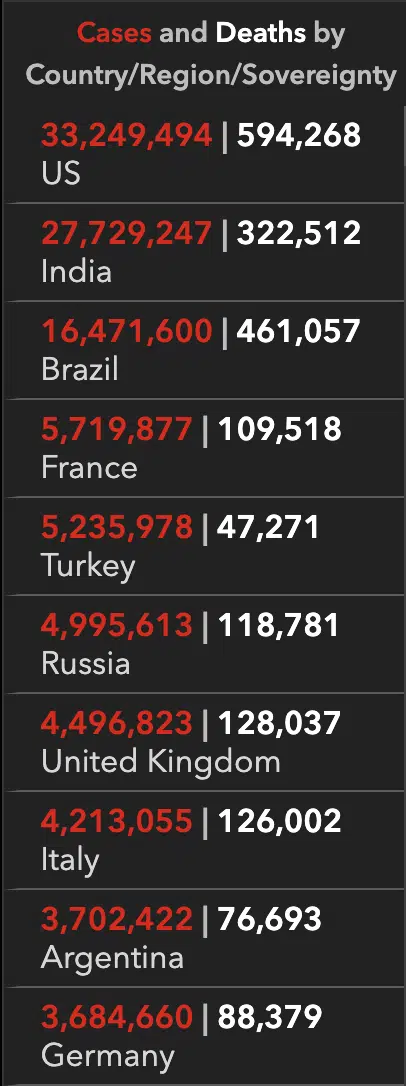 Cases and Deaths by
Country/Region/Sovereignty
33,249,494 | 594,268
US
27,729,247 | 322,512
India
16,471,600 | 461,057
Brazil
5,719,877 | 109,518
France
5,235,978 | 47,271
Turkey
4,995,613 | 118,781
Russia
4,496,823 | 128,037
United Kingdom
4,213,055 | 126,002
Italy
3,702,422 | 76,693
Argentina
3,684,660 | 88,379
Germany